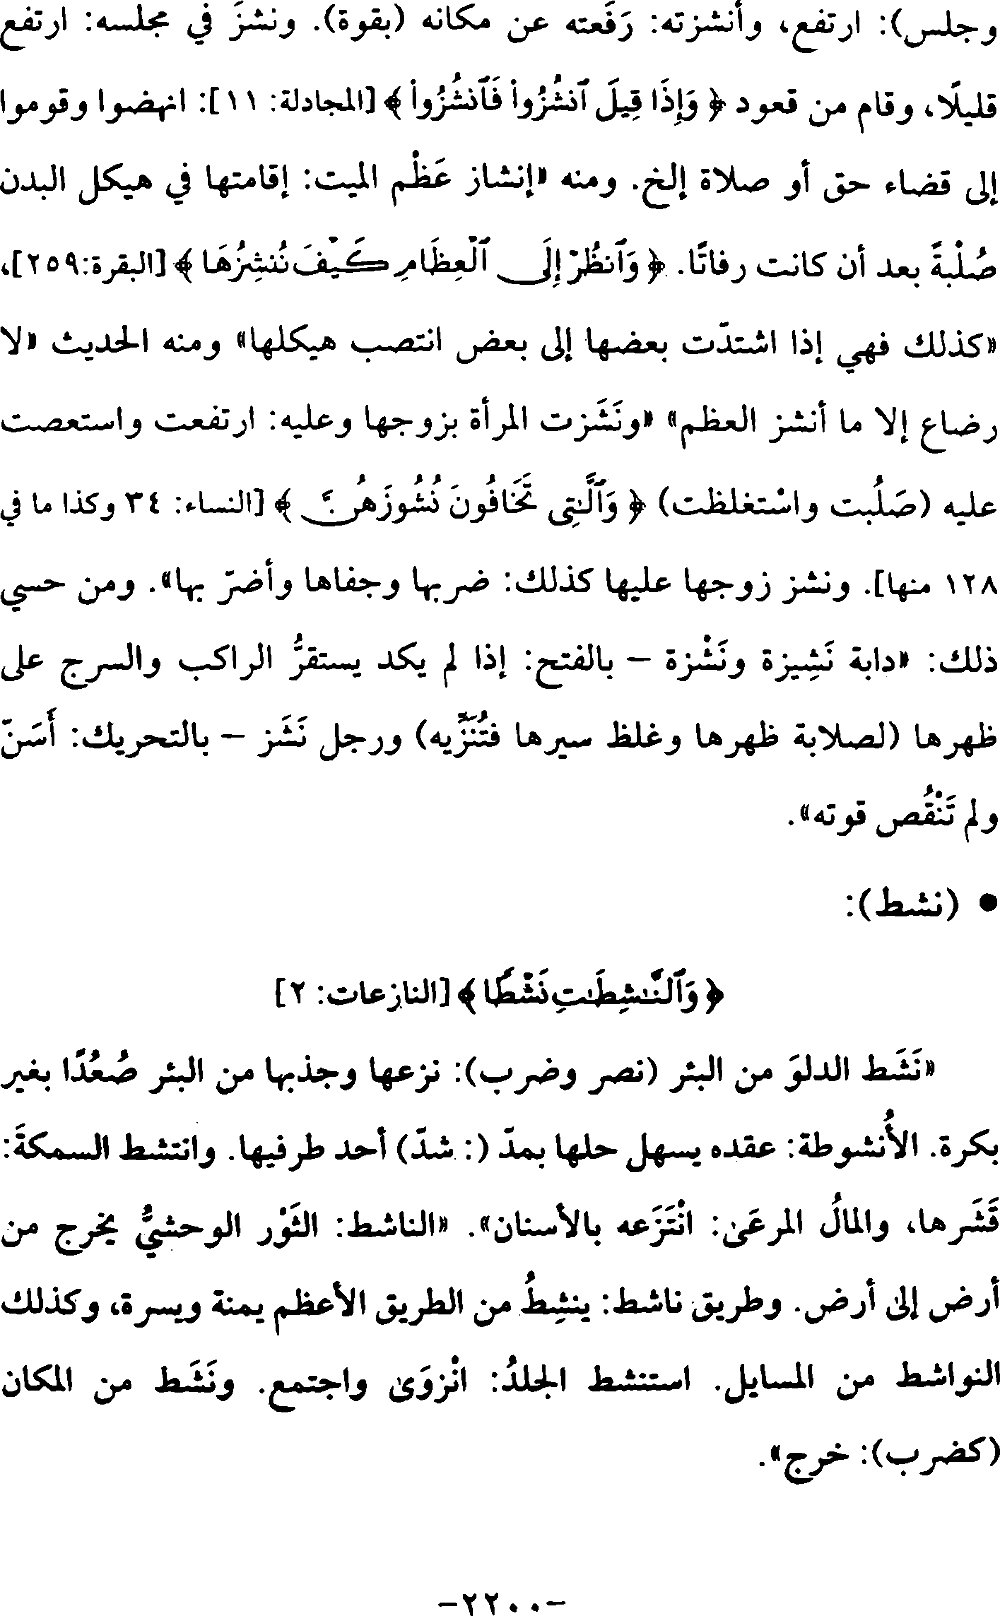 وجلس): ارتفع، وأنشزته: رَفَعته عن مكانه (بقوة). ونشزَ في مجلسه: ارتفع
قليلًا، وقام من قعود ﴿ وَإِذَا قِيلَ ٱنشُزُوا۟ فَٱنشُزُوا۟ ﴾ [المجادلة: ١١]: انهضوا وقوموا
إلى قضاء حق أو صلاة إلخ. ومنه «إنشاز عَظْم الميت: إقامتها في هيكل البدن
صُلْبةً بعد أن كانت رفاتًا. ﴿ وَٱنظُرْ إِلَى ٱلْعِظَامِ كَيْفَ نُنشِزُهَا ﴾ [البقرة:٢٥٩]،
«كذلك فهي إذا اشتدّت بعضها إلى بعض انتصب هيكلها» ومنه الحديث «لا
رضاع إلا ما أنشز العظم» «ونَشَزت المرأة بزوجها وعليه: ارتفعت واستعصت
عليه (صَلُبت واسْتغلظت) ﴿ وَٱلَّـٰتِى تَخَافُونَ نُشُوزَهُنَّ ﴾ [النساء: ٣٤ وكذا ما في
١٢٨ منها]. ونشز زوجها عليها كذلك: ضربها وجفاها وأضرّ بها». ومن حسي
ذلك: «دابة نَشِيزة ونَشْزة – بالفتح: إذا لم يكد يستقرُّ الراكب والسرج على
ظهرها (لصلابة ظهرها وغلظ سيرها فتُنَزِّيه) ورجل نَشَز – بالتحريك: أَسَنّ
ولم تَنْقُص قوته».
● (نشط):
﴿ وَٱلنَّـٰشِطَـٰتِ نَشْطًا ﴾ [النازعات: ٢]
«نَشَط الدلوَ من البئر (نصر وضرب): نزعها وجذبها من البئر صُعُدًا بغير
بكرة. الأُنشوطة: عقده يسهل حلها بمدّ (: شدّ) أحد طرفيها. وانتشط السمكةَ:
قَشَرها، والمالُ المرعَىٰ: انْتَزَعه بالأسنان». «الناشط: الثَوْر الوحشيُّ يخرج من
أرض إلىٰ أرض. وطريق ناشط: ينشِطُ من الطريق الأعظم يمنة ويسرة، وكذلك
النواشط من المسايل. استنشط الجلدُ: انْزوَىٰ واجتمع. ونَشَط من المكان
(كضرب): خرج».
-٢٢٠٠-